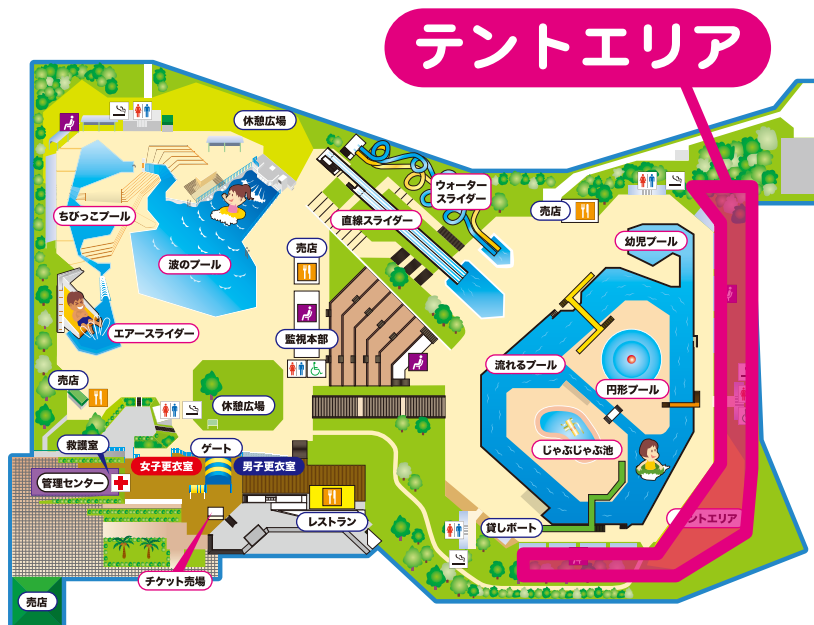 テントエリア
休憩広場
ウォーター
スライダー
ちびっこプール
直線スライダー
売店
幼児プール
売店
波のプール
エアースライダー
監視本部
流れるプール
円形プール
売店
休憩広場
じゃぶじゃぶ池
救護室
ゲート
女子更衣室
男子更衣室
管理センター
レストラン
貸しボート
ントエリア
チケット売場
売店